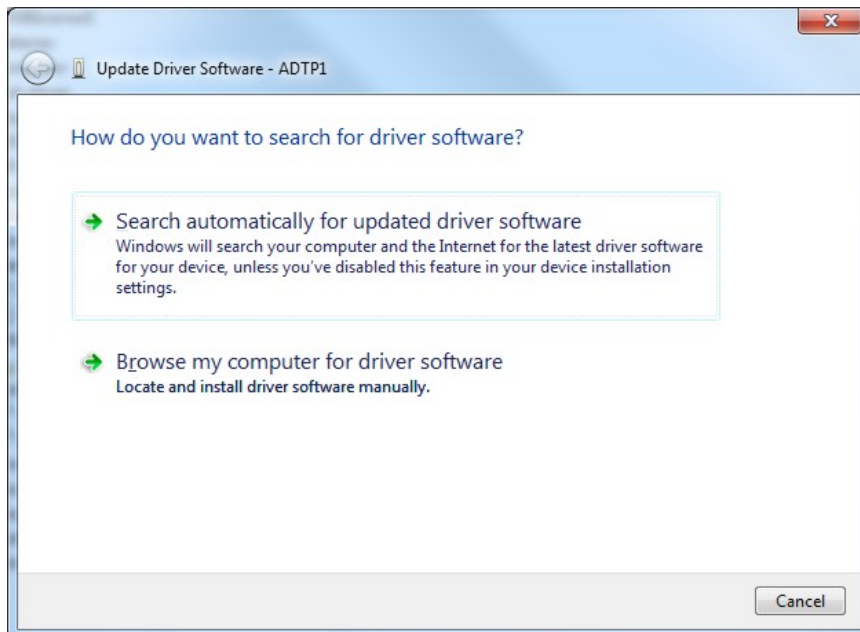 Update Driver Software - ADTP1
How do you want to search for driver software?
Search automatically for updated driver software
Windows will search your computer and the Internet for the latest driver software
for your device, unless you've disabled this feature in your device installation
settings.
Browse my computer for driver software
Locate and install driver software manually.
Cancel